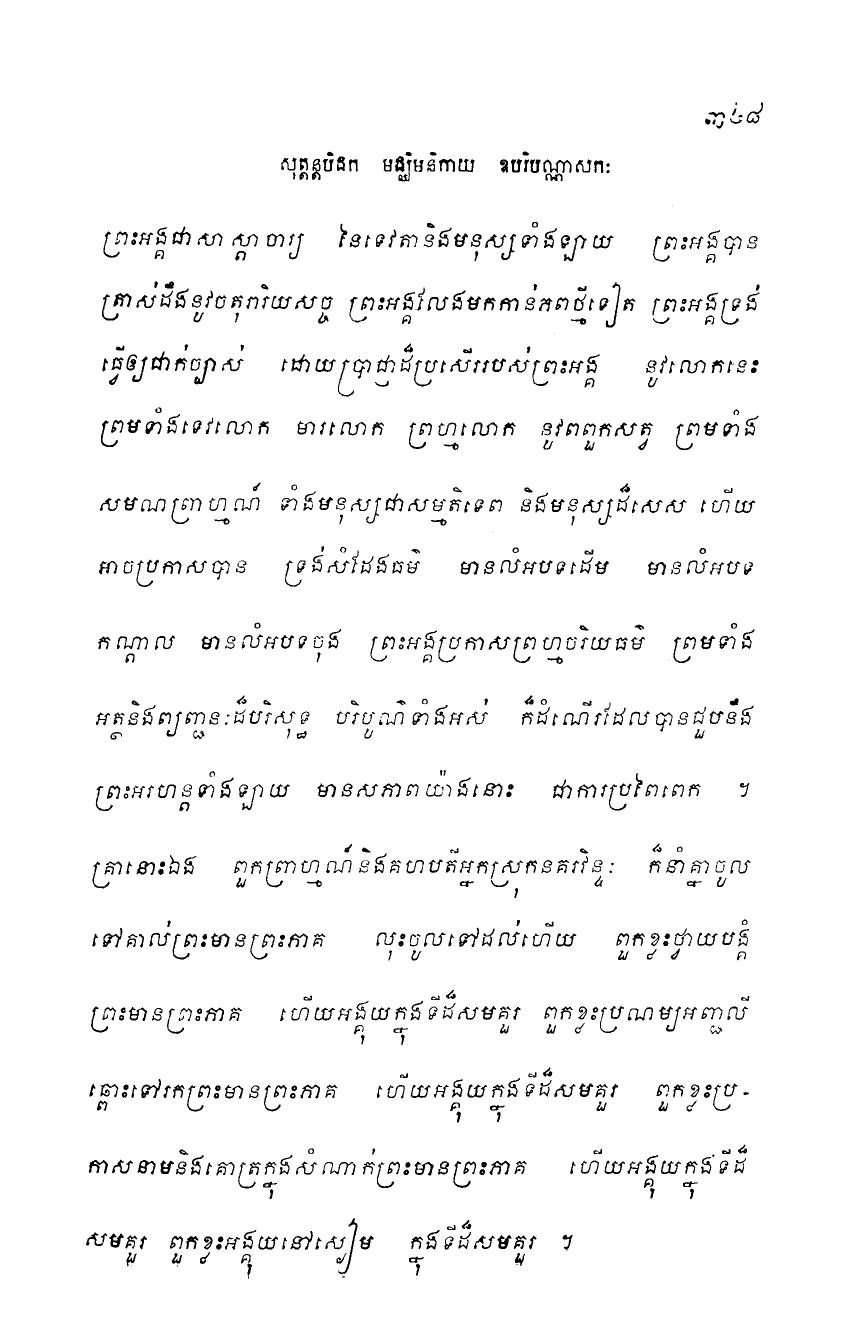 ៣៤៨
សុត្តន្តបិដក មជ្ឈិមនិកាយ ឧបរិបណ្ណាសកៈ
ព្រះអង្គជាសាស្តាចារ្យ នៃទេវតានិងមនុស្សទាំងឡាយ ព្រះអង្គបាន
ត្រាស់ដឹងនូវចតុរារិយសច្ច ព្រះអង្គលែងមកកាន់ភពថ្មីទៀត ព្រះអង្គទ្រង់
ធ្វើឲ្យជាក់ច្បាស់ ដោយប្រាជ្ញាដ៏ប្រសើររបស់ព្រះអង្គ នូវលោកនេះ
ព្រមទាំងទេវលោក មារលោក ព្រហ្មលោក នូវពពួកសត្វ ព្រមទាំង
សមណព្រាហ្មណ៍ ទាំងមនុស្សជាសម្មតិទេព និងមនុស្សដ៏សេស ហើយ
អាចប្រកាសបាន ទ្រង់សំដែងធម៌ មានលំអបទដើម មានលំអបទ
កណ្តាល មានលំអបទចុង ព្រះអង្គប្រកាសព្រហ្មចរិយធម៌ ព្រមទាំង
អត្ថនិងព្យញ្ជនៈដ៏បរិសុទ្ធ បរិបូណ៌ទាំងអស់ ក៏ដំណើរដែលបានជួបនឹង
ព្រះអរហន្តទាំងឡាយ មានសភាពយ៉ាងនោះ ជាការប្រពៃពេក ។
គ្រានោះឯង ពួកព្រាហ្មណ៍និងគហបតីអ្នកស្រុកនគរវិន្ទៈ ក៏នាំគ្នាចូល
ទៅគាល់ព្រះមានព្រះភាគ លុះចូលទៅដល់ហើយ ពួកខ្លះថ្វាយបង្គំ
ព្រះមានព្រះភាគ ហើយអង្គុយក្នុងទីដ៏សមគួរ ពួកខ្លះប្រណម្យអញ្ជលី
ឆ្ពោះទៅរកព្រះមានព្រះភាគ ហើយអង្គុយក្នុងទីដ៏សមគួរ ពួកខ្លះប្រ-
កាសនាមនិងគោត្រក្នុងសំណាក់ព្រះមានព្រះភាគ ហើយអង្គុយក្នុងទីដ៏
សមគួរ ពួកខ្លះអង្គុយនៅស្ងៀម ក្នុងទីដ៏សមគួរ ។